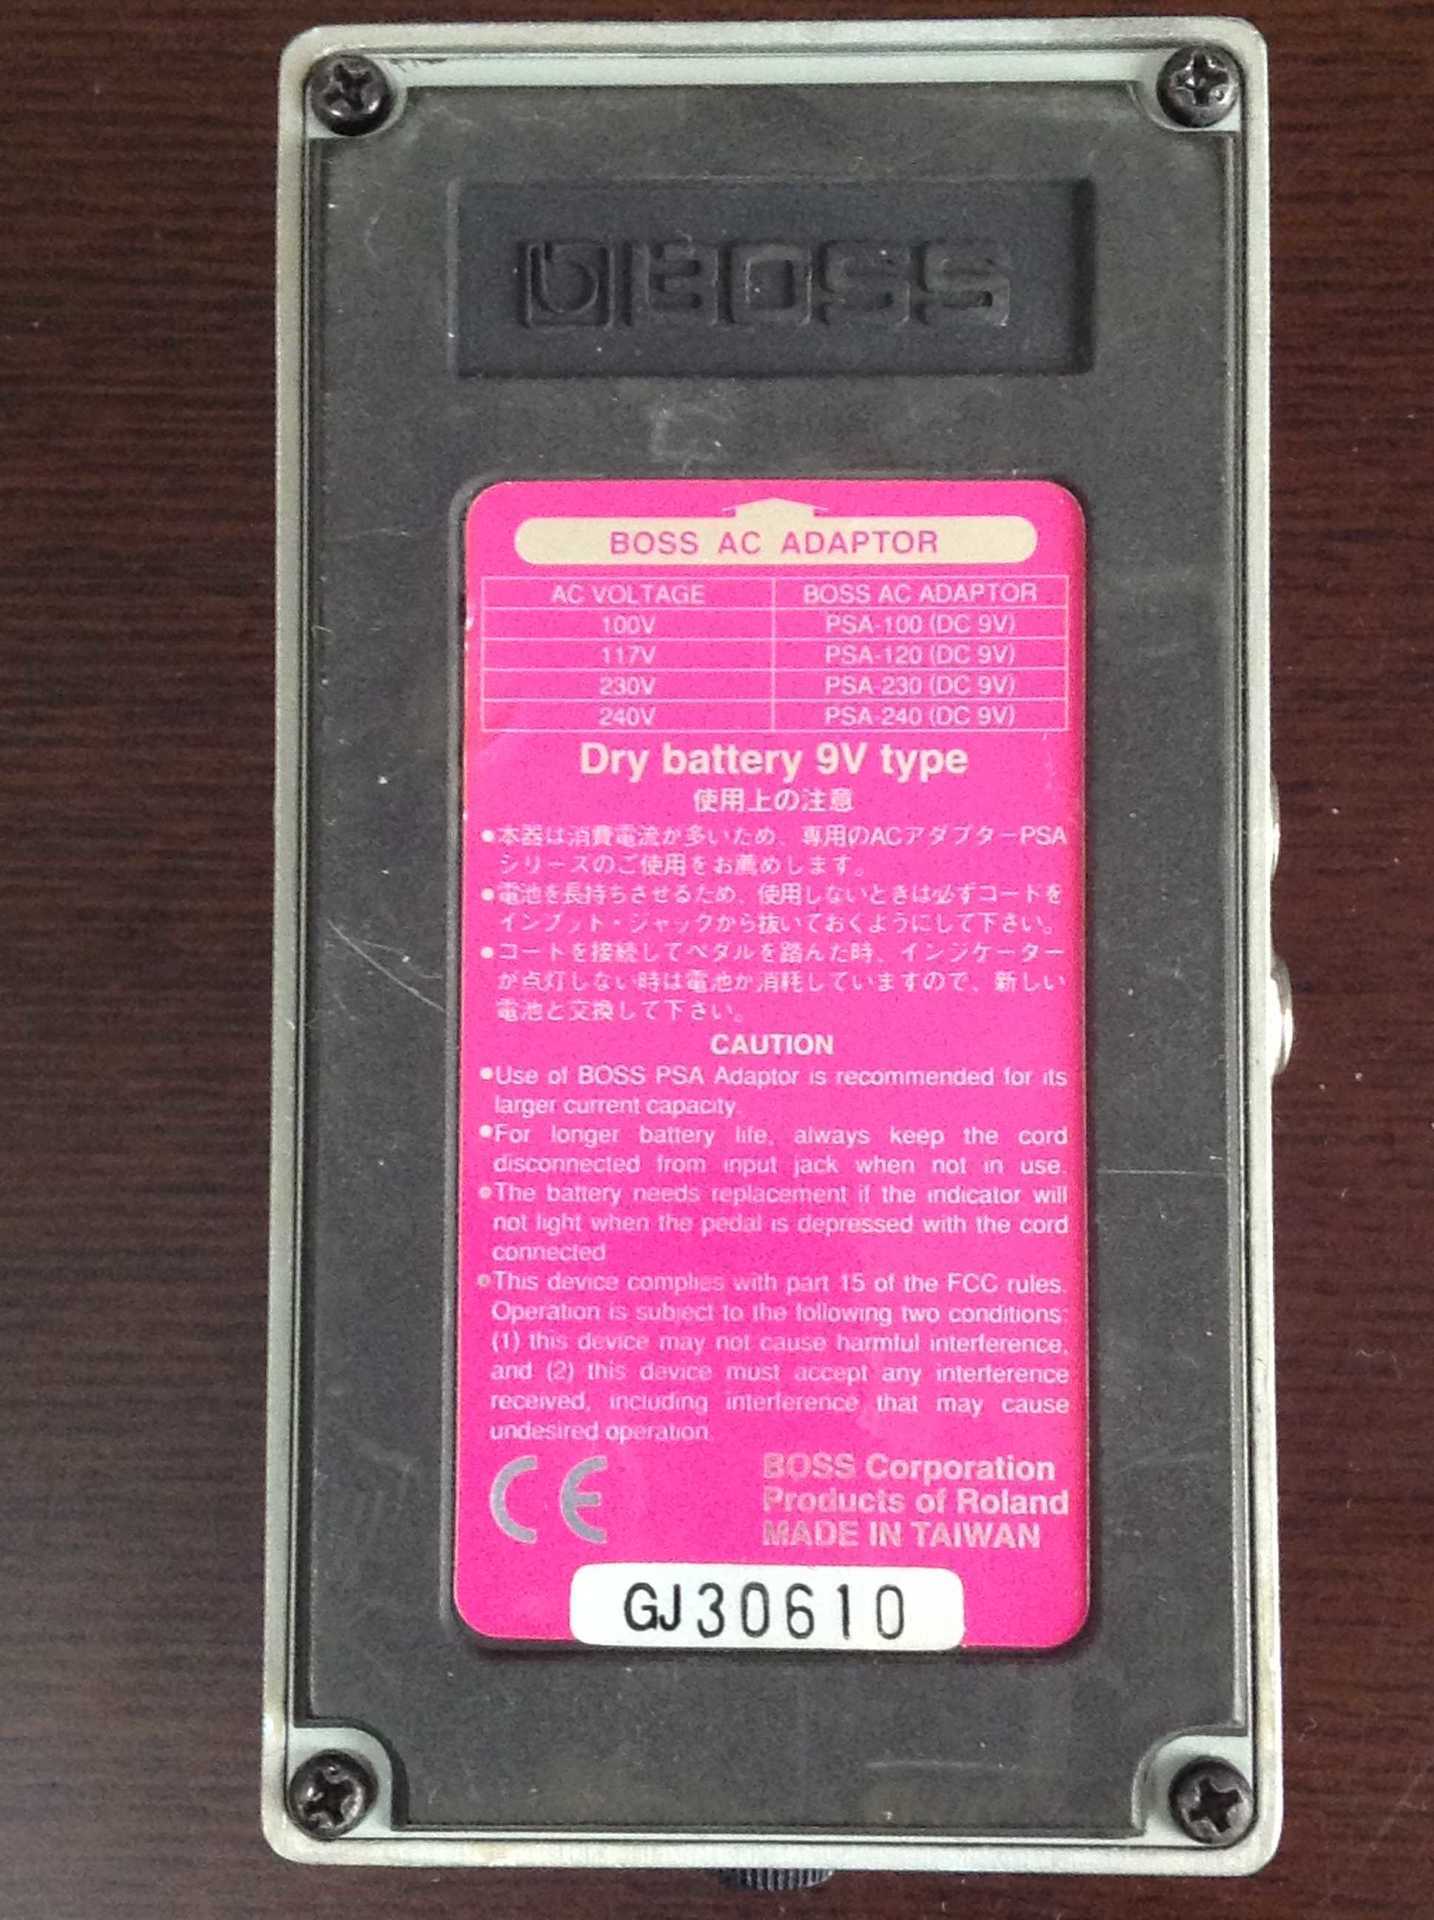 BOSS
BOSS AC ADAPTOR
AC VOLTAGE BOSS AC ADAPTOR
100V PSA-100 (DC 9V)
117V PSA-120 (DC 9V)
230V PSA-230 (DC 9V)
240V PSA-240 (DC 9V)
Dry battery 9V type
使用上の注意
●本器は消費電流が多いため、専用のACアダプターPSA
シリーズのご使用をお薦めします。
●電池を長持ちさせるため、使用しないときは必ずコードを
インプット・ジャックから抜いておくようにして下さい。
●コードを接続してペダルを踏んだ時、インジケーター
が点灯しない時は電池が消耗していますので、新しい
電池と交換して下さい。
CAUTION
●Use of BOSS PSA Adaptor is recommended for its
larger current capacity.
●For longer battery life, always keep the cord
disconnected from input jack when not in use.
●The battery needs replacement if the indicator will
not light when the pedal is depressed with the cord
connected
●This device complies with part 15 of the FCC rules.
Operation is subject to the following two conditions:
(1) this device may not cause harmful interference,
and (2) this device must accept any interference
received, including interference that may cause
undesired operation.
CE
BOSS Corporation
Products of Roland
MADE IN TAIWAN
GJ30610